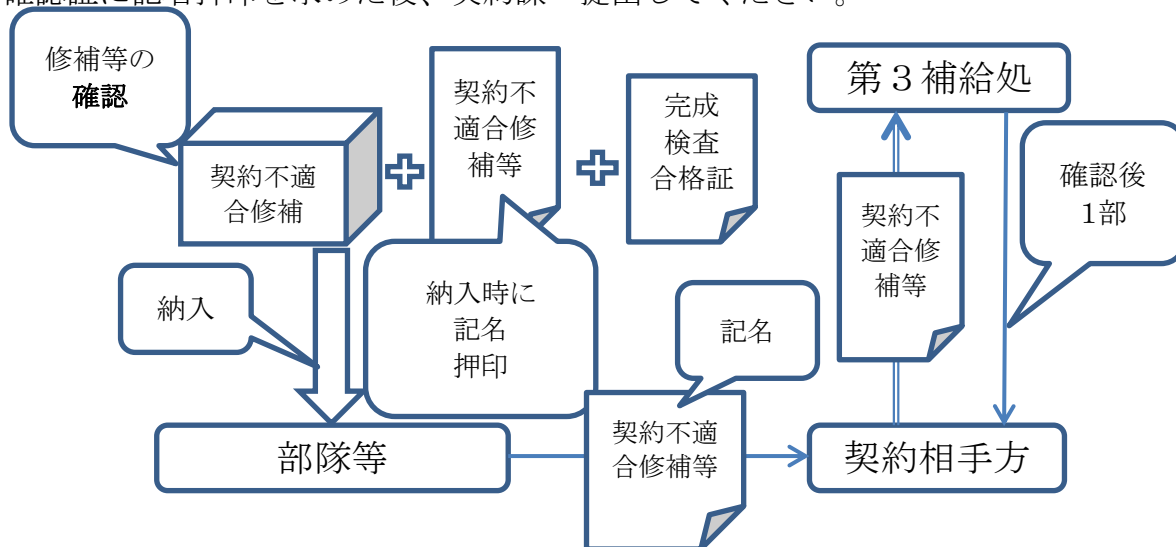 確認証に記名押印を求めた後、契約課へ提出してください。
修補等の
確認
契約不適
合修補
契約不
適合修
補等
完成
検査
合格証
第３補給処
確認後
1部
契約不
適合修
補等
納入
納入時に
記名
押印
記名
契約不適
合修補等
部隊等
契約相手方